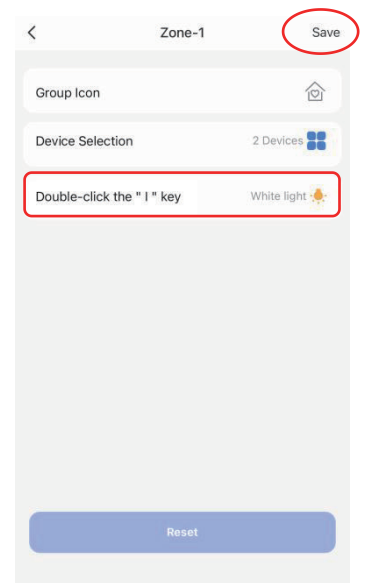 Zone-1
Save
Group Icon
Device Selection
2 Devices
Double-click the " I " key
White light
Reset